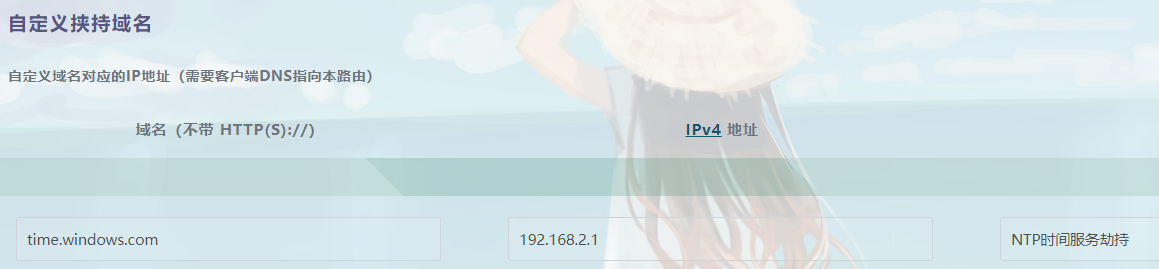 自定义挟持域名
自定义域名对应的IP地址（需要客户端DNS指向本路由）
域名（不带 HTTP(S)://） IPv4 地址
time.windows.com 192.168.2.1 NTP时间服务劫持